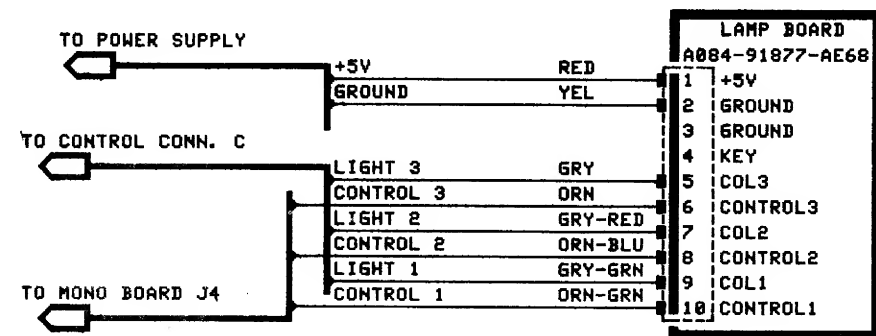 LAMP BOARD
TO POWER SUPPLY
A084-91877-AE68
+5V RED 1 +5V
GROUND YEL 2 GROUND
3 GROUND
TO CONTROL CONN. C
4 KEY
LIGHT 3 GRY 5 COL3
CONTROL 3 ORN 6 CONTROL3
LIGHT 2 GRY-RED 7 COL2
CONTROL 2 ORN-BLU 8 CONTROL2
LIGHT 1 GRY-GRN 9 COL1
TO MONO BOARD J4
CONTROL 1 ORN-GRN 10 CONTROL1